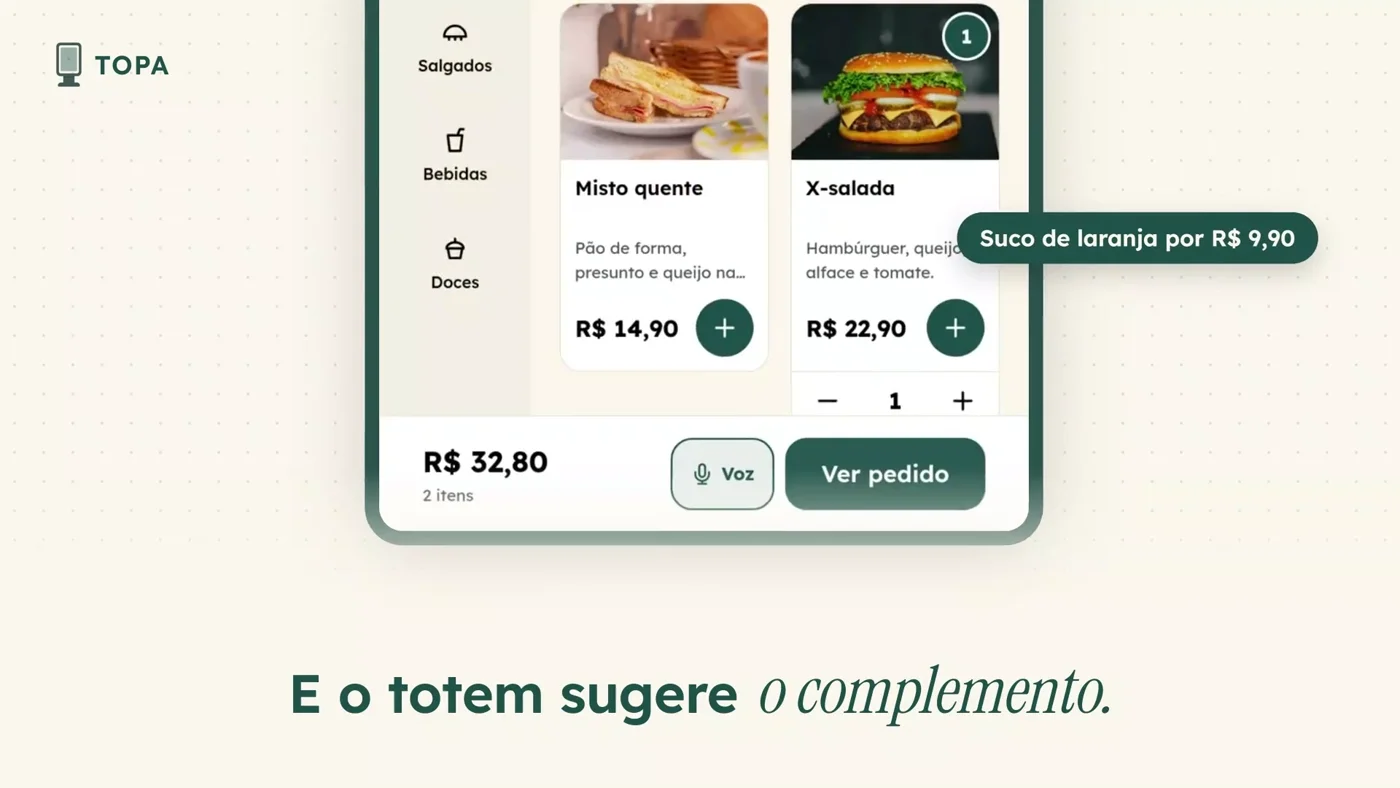 TOPA
Salgados
Bebidas
Doces
1
Misto quente
Pão de forma,
presunto e queijo na...
R$ 14,90
X-salada
Hambúrguer, queijo
alface e tomate.
R$ 22,90
1
Suco de laranja por R$ 9,90
R$ 32,80
2 itens
Voz
Ver pedido
E o totem sugere o complemento.